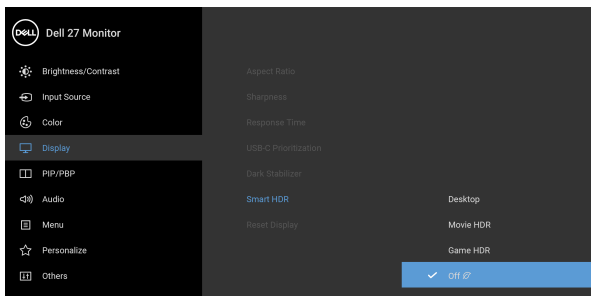 DELL
Dell 27 Monitor
Brightness/Contrast
Input Source
Color
Display
PIP/PBP
Audio
Menu
Personalize
Others
Aspect Ratio
Sharpness
Response Time
USB-C Prioritization
Dark Stabilizer
Smart HDR
Reset Display
Desktop
Movie HDR
Game HDR
Off